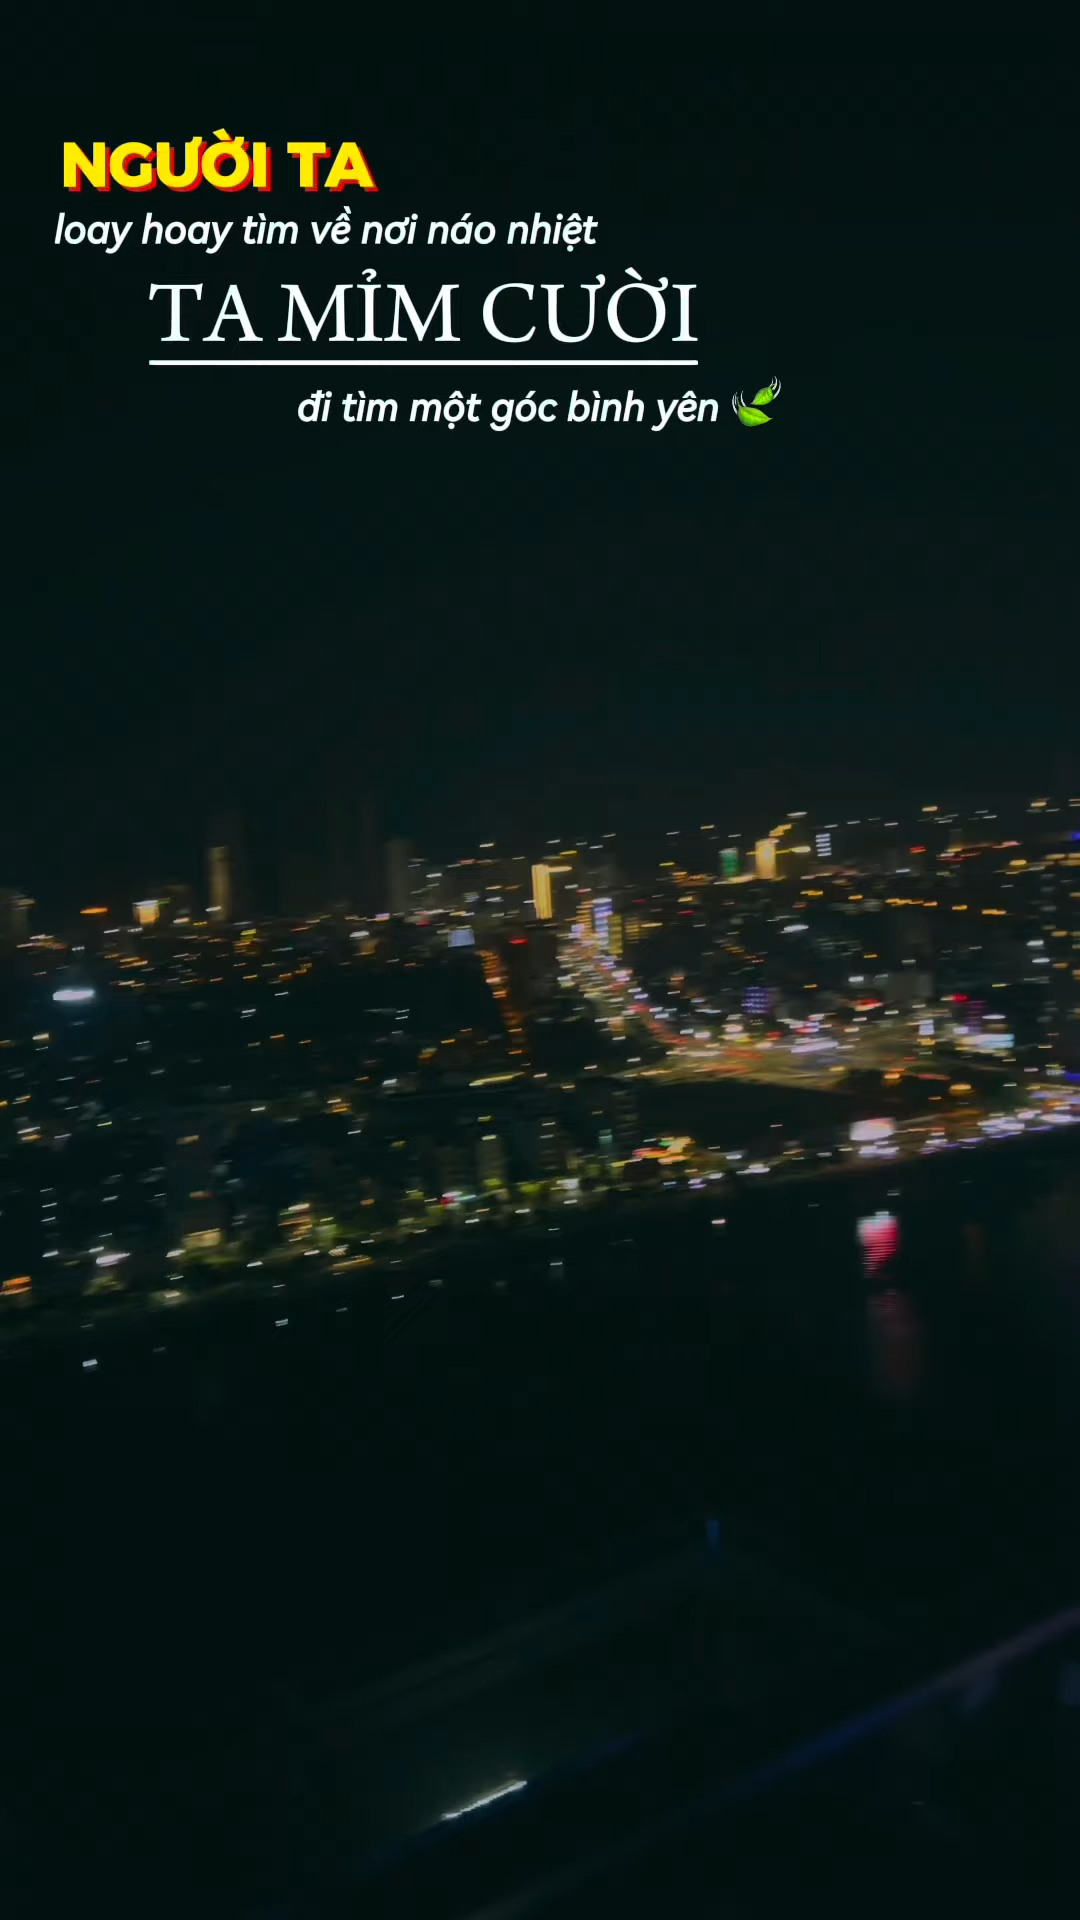 NGƯỜI TA
loay hoay tìm về nơi náo nhiệt
TA MỈM CƯỜI
đi tìm một góc bình yên